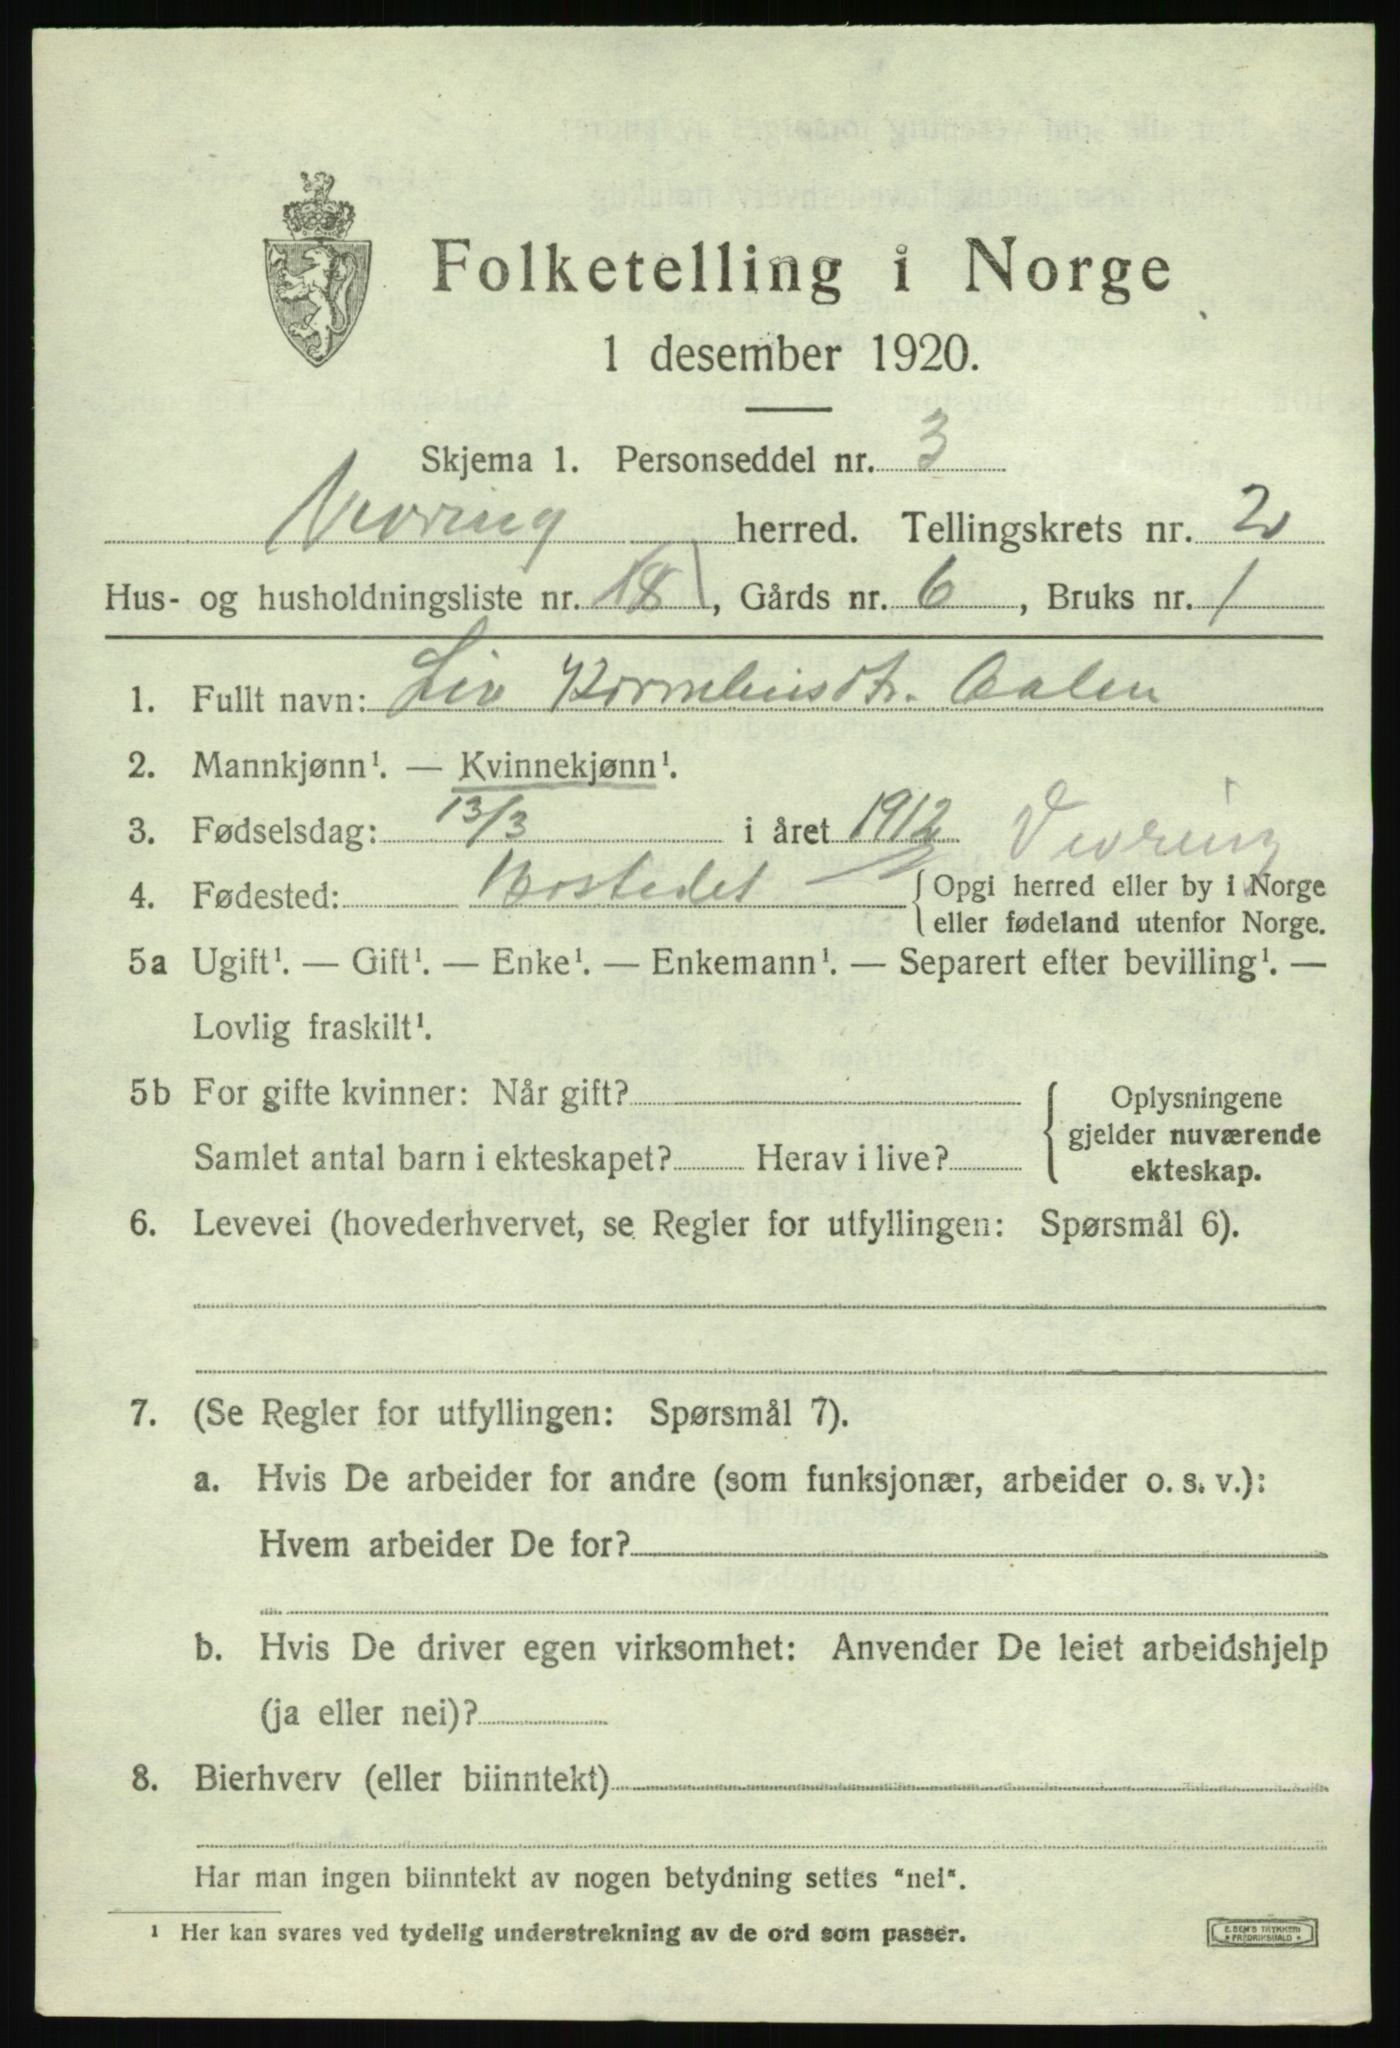 Folketelling i Norge
1 desember 1920.
Skjema 1. Personseddel nr. 3
Vevring herred. Tellingskrets nr. 2
Hus- og husholdningsliste nr. 18, Gårds nr. 6, Bruks nr. 1
1. Fullt navn: Liv Korneliusdtr. Aalen
2. Mannkjønn¹. — Kvinnekjønn¹.
3. Fødselsdag: 13/3 i året 1912 Vevring
4. Fødested: Bostedet { Opgi herred eller by i Norge
eller fødeland utenfor Norge.
5a Ugift¹. — Gift¹. — Enke¹. — Enkemann¹. — Separert efter bevilling¹. —
Lovlig fraskilt¹.
5b For gifte kvinner: Når gift? { Oplysningene
gjelder nuværende
Samlet antal barn i ekteskapet? Herav i live? ekteskap.
6. Levevei (hovederhvervet, se Regler for utfyllingen: Spørsmål 6).
7. (Se Regler for utfyllingen: Spørsmål 7).
a. Hvis De arbeider for andre (som funksjonær, arbeider o. s. v.):
Hvem arbeider De for?
b. Hvis De driver egen virksomhet: Anvender De leiet arbeidshjelp
(ja eller nei)?
8. Bierhverv (eller biinntekt)
Har man ingen biinntekt av nogen betydning settes "nei".
¹ Her kan svares ved tydelig understrekning av de ord som passer.
E. SEM'S TRYKKERI
FREDRIKSHALD